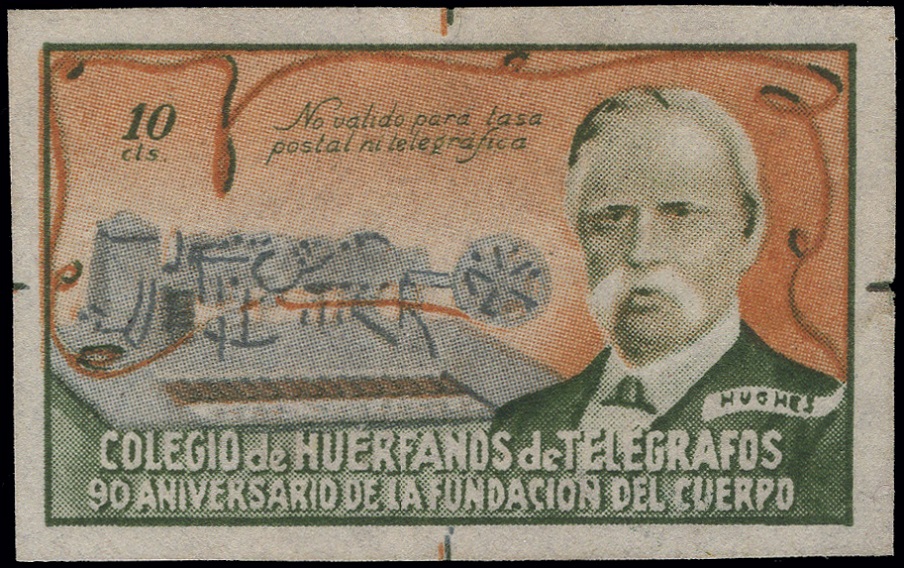 10
cts.
No valido para tasa
postal ni telegrafica
HUGHES
COLEGIO de HUERFANOS de TELEGRAFOS
90 ANIVERSARIO DE LA FUNDACION DEL CUERPO